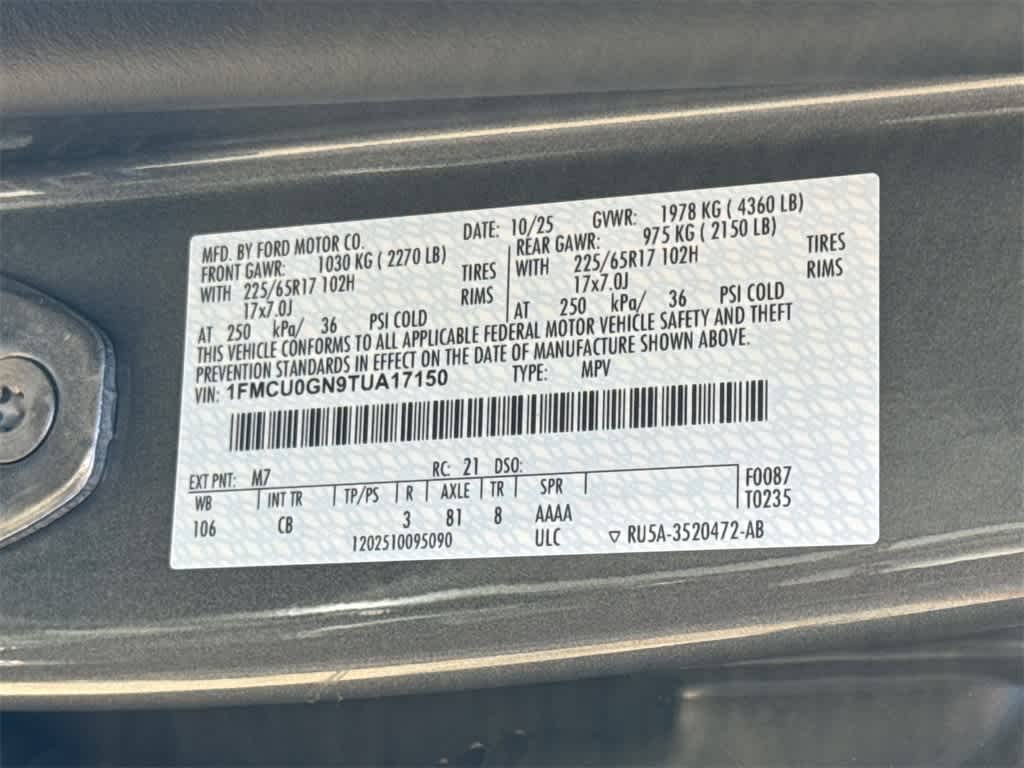 MFD. BY FORD MOTOR CO. DATE: 10/25 GVWR: 1978 KG ( 4360 LB)
FRONT GAWR: 1030 KG ( 2270 LB) REAR GAWR: 975 KG ( 2150 LB)
WITH 225/65R17 102H TIRES WITH 225/65R17 102H TIRES
17x7.0J RIMS 17x7.0J RIMS
AT 250 kPa/ 36 PSI COLD AT 250 kPa/ 36 PSI COLD
THIS VEHICLE CONFORMS TO ALL APPLICABLE FEDERAL MOTOR VEHICLE SAFETY AND THEFT
PREVENTION STANDARDS IN EFFECT ON THE DATE OF MANUFACTURE SHOWN ABOVE.
VIN: 1FMCU0GN9TUA17150 TYPE: MPV
EXT PNT: M7 RC: 21 DSO:
WB INT TR TP/PS R AXLE TR SPR F0087
106 CB 3 81 8 AAAA T0235
1202510095090 ULC ▽ RU5A-3520472-AB